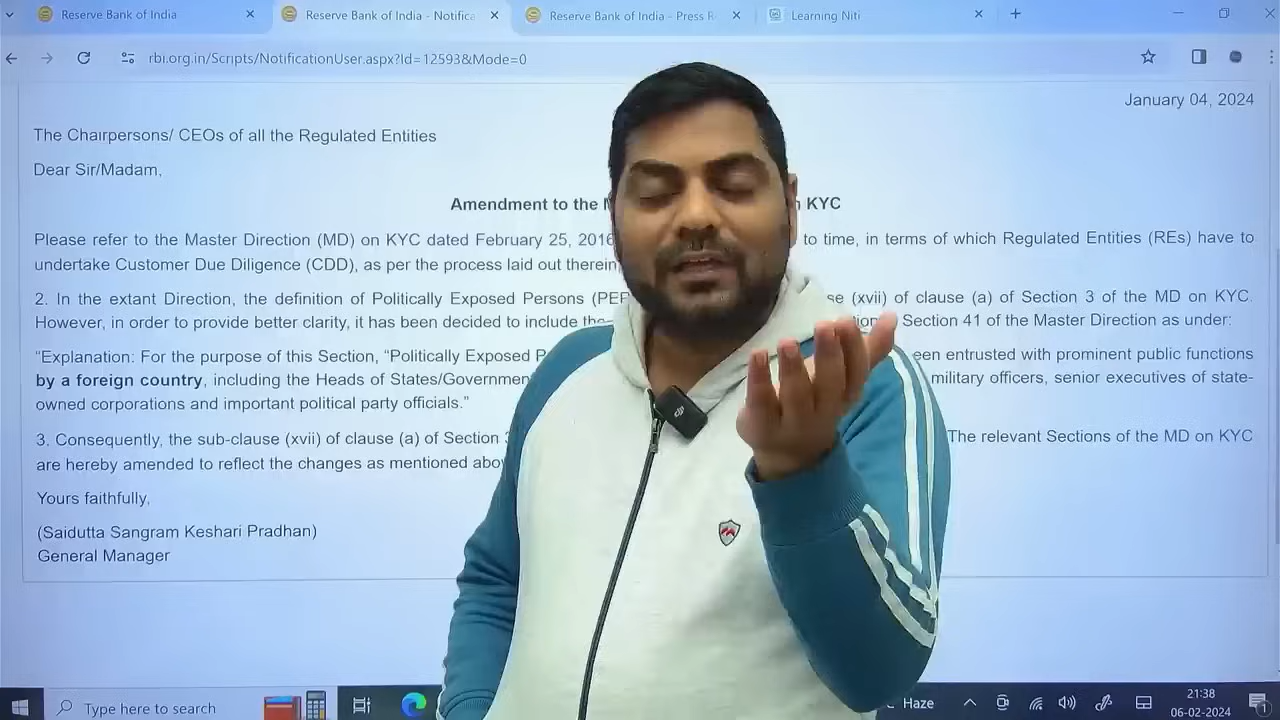 Reserve Bank of India
Reserve Bank of India - Notifica
Reserve Bank of India - Press R
Learning Niti
rbi.org.in/Scripts/NotificationUser.aspx?Id=12593&Mode=0
January 04, 2024
The Chairpersons/ CEOs of all the Regulated Entities
Dear Sir/Madam,
Amendment to the KYC
Please refer to the Master Direction (MD) on KYC dated February 25, 2016 to time, in terms of which Regulated Entities (REs) have to
undertake Customer Due Diligence (CDD), as per the process laid out therein
2. In the extant Direction, the definition of Politically Exposed Persons (PEP (xvii) of clause (a) of Section 3 of the MD on KYC.
However, in order to provide better clarity, it has been decided to include Section 41 of the Master Direction as under:
“Explanation: For the purpose of this Section, “Politically Exposed entrusted with prominent public functions
by a foreign country, including the Heads of States/Governmen military officers, senior executives of state-
owned corporations and important political party officials.”
3. Consequently, the sub-clause (xvii) of clause (a) of Section The relevant Sections of the MD on KYC
are hereby amended to reflect the changes as mentioned
Yours faithfully,
(Saidutta Sangram Keshari Pradhan)
General Manager
dji
Type here to search
Haze
21:38
06-02-2024